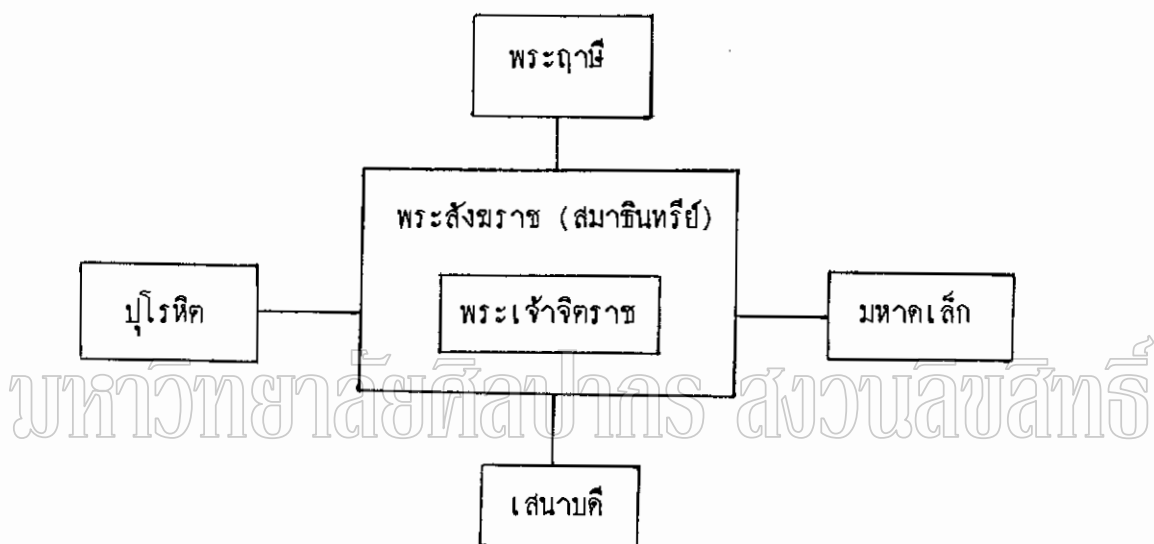 พระฤาษี
พระสังฆราช (สมาธินทรีย์)
ปุโรหิต
พระเจ้าจิตราช
มหาดเล็ก
มหาวิทยาลัยศิลปากร สงวนลิขสิทธิ์
เสนาบดี